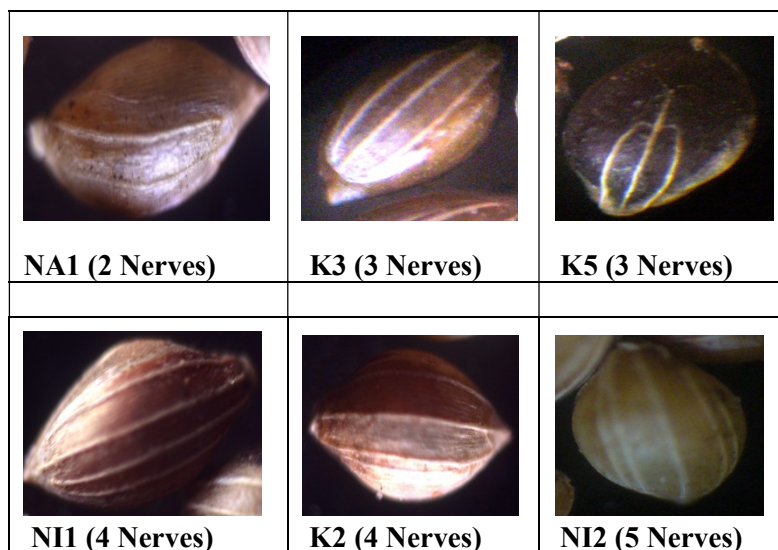 NA1 (2 Nerves)
K3 (3 Nerves)
K5 (3 Nerves)
NI1 (4 Nerves)
K2 (4 Nerves)
NI2 (5 Nerves)